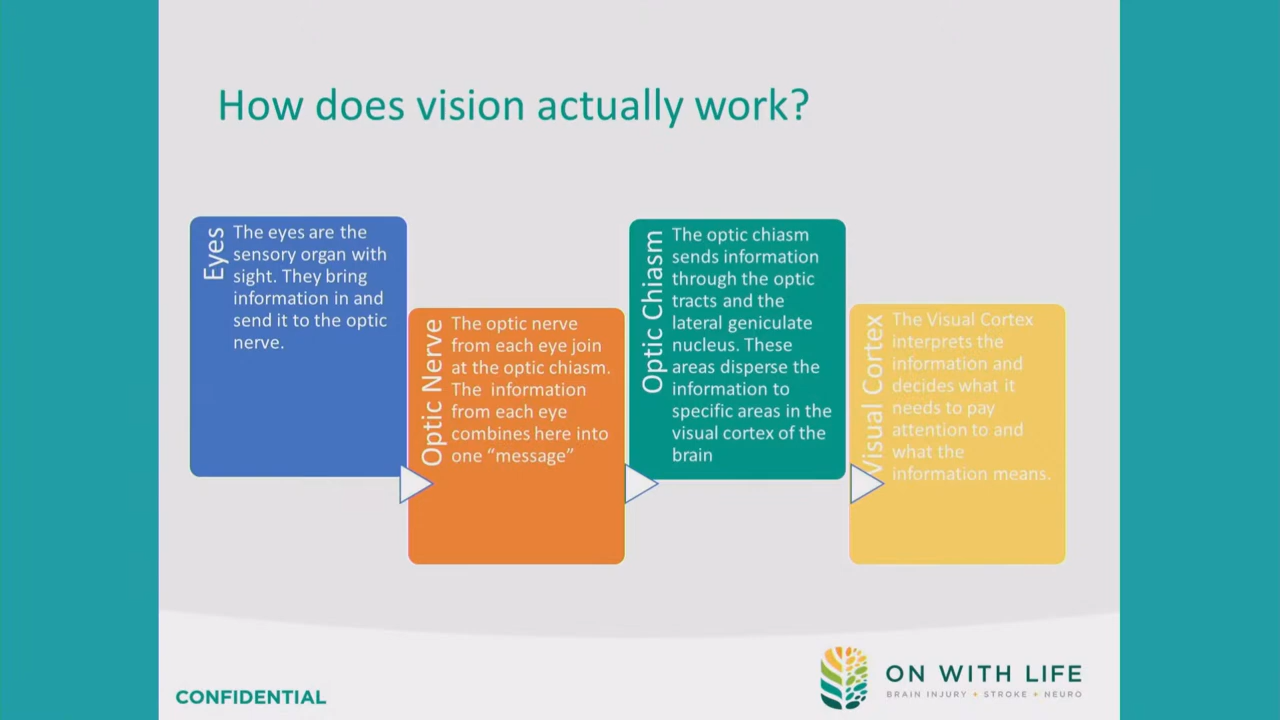 How does vision actually work?
Eyes
The eyes are the
sensory organ with
sight. They bring
information in and
send it to the optic
nerve.
Optic Nerve
The optic nerve
from each eye join
at the optic chiasm.
The  information
from each eye
combines here into
one “message”
Optic Chiasm
The optic chiasm
sends information
through the optic
tracts and the
lateral geniculate
nucleus. These
areas disperse the
information to
specific areas in the
visual cortex of the
brain
Visual Cortex
The Visual Cortex
interprets the
information and
decides what it
needs to pay
attention to and
what the
information means.
CONFIDENTIAL
ON WITH LIFE
BRAIN INJURY • STROKE • NEURO